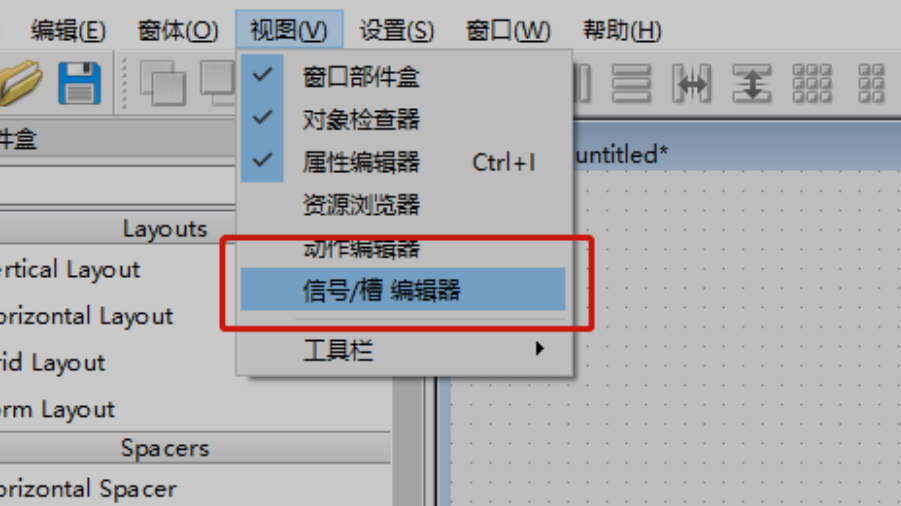 编辑(E) 窗体(O) 视图(V) 设置(S) 窗口(W) 帮助(H)
件盒
窗口部件盒
对象检查器
属性编辑器 Ctrl+I
资源浏览器
动作编辑器
信号/槽 编辑器
工具栏
untitled*
Layouts
ertical Layout
orizontal Layout
rid Layout
orm Layout
Spacers
orizontal Spacer